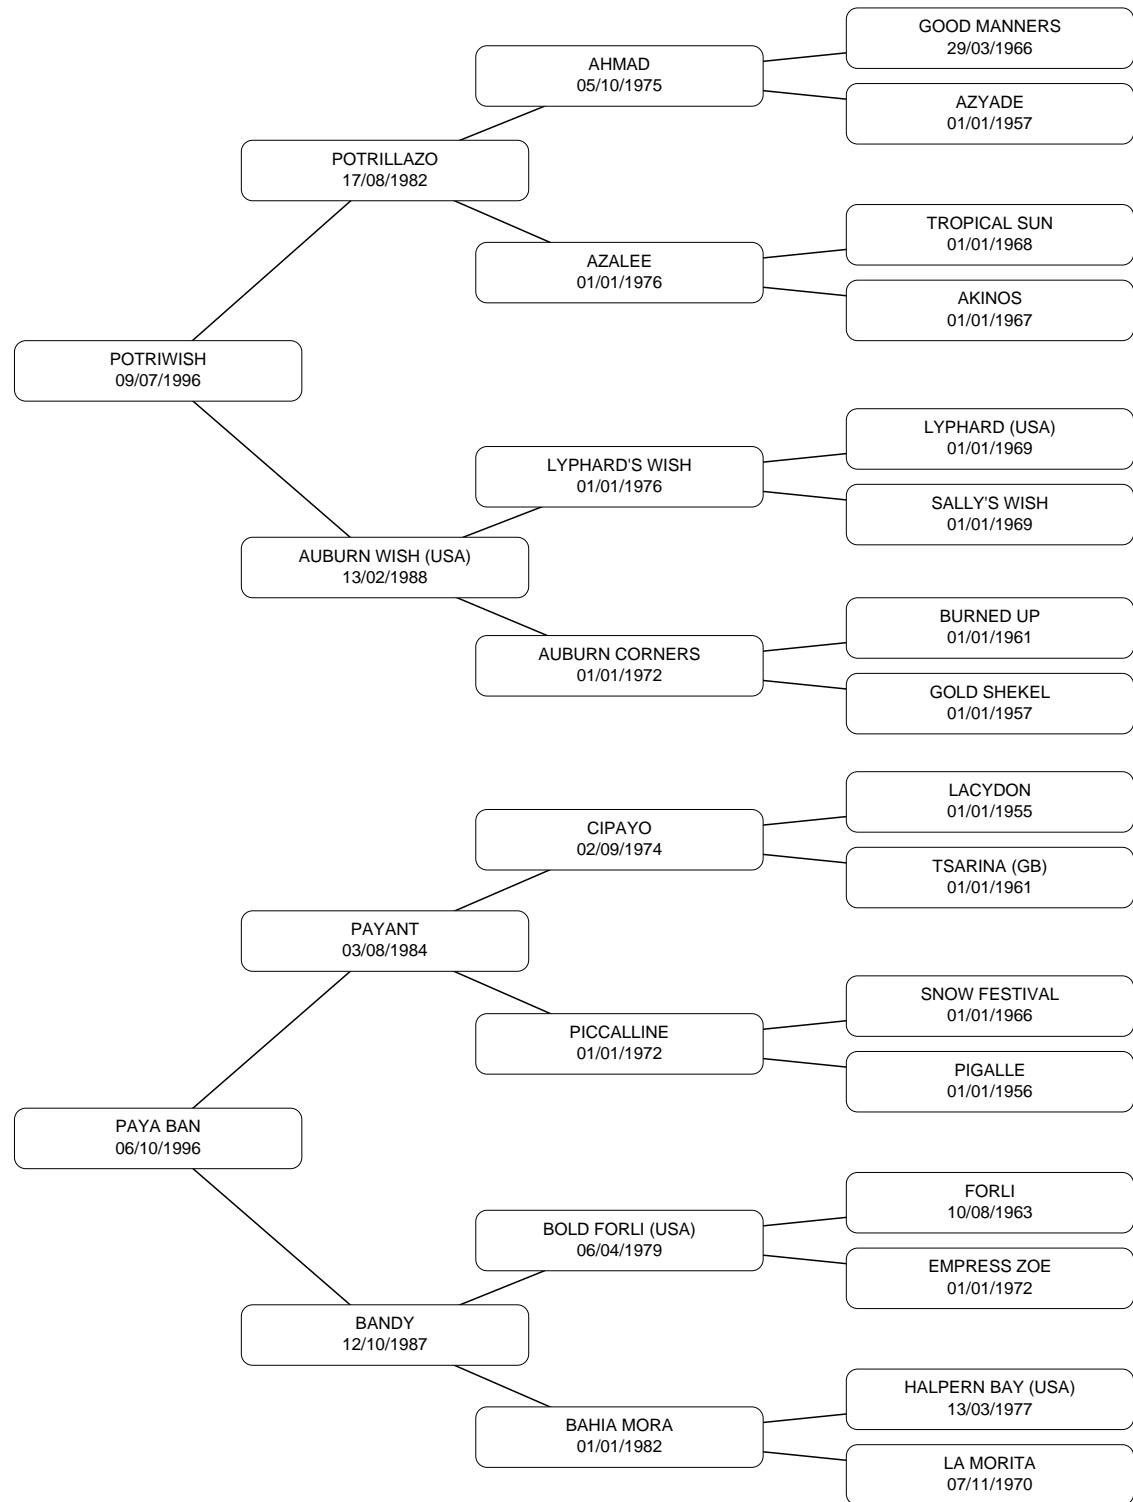 GOOD MANNERS
29/03/1966
AHMAD
05/10/1975
AZYADE
01/01/1957
POTRILLAZO
17/08/1982
TROPICAL SUN
01/01/1968
AZALEE
01/01/1976
AKINOS
01/01/1967
POTRIWISH
09/07/1996
LYPHARD (USA)
01/01/1969
LYPHARD'S WISH
01/01/1976
SALLY'S WISH
01/01/1969
AUBURN WISH (USA)
13/02/1988
BURNED UP
01/01/1961
AUBURN CORNERS
01/01/1972
GOLD SHEKEL
01/01/1957
LACYDON
01/01/1955
CIPAYO
02/09/1974
TSARINA (GB)
01/01/1961
PAYANT
03/08/1984
SNOW FESTIVAL
01/01/1966
PICCALLINE
01/01/1972
PIGALLE
01/01/1956
PAYA BAN
06/10/1996
FORLI
10/08/1963
BOLD FORLI (USA)
06/04/1979
EMPRESS ZOE
01/01/1972
BANDY
12/10/1987
HALPERN BAY (USA)
13/03/1977
BAHIA MORA
01/01/1982
LA MORITA
07/11/1970